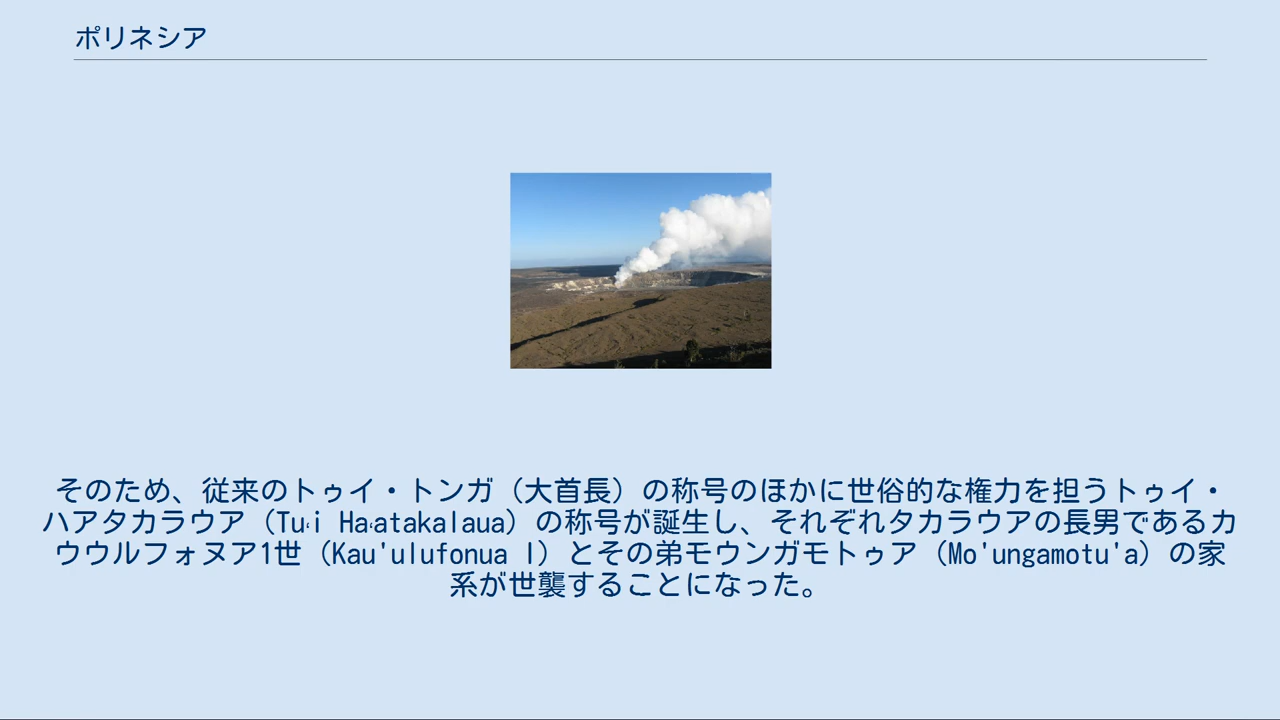 ポリネシア
そのため、従来のトゥイ・トンガ（大首長）の称号のほかに世俗的な権力を担うトゥイ・
ハアタカラウア（Tuʻi Haʻatakalaua）の称号が誕生し、それぞれタカラウアの長男であるカ
ウウルフォヌア1世（Kau'ulufonua I）とその弟モウンガモトゥア（Mo'ungamotu'a）の家
系が世襲することになった。